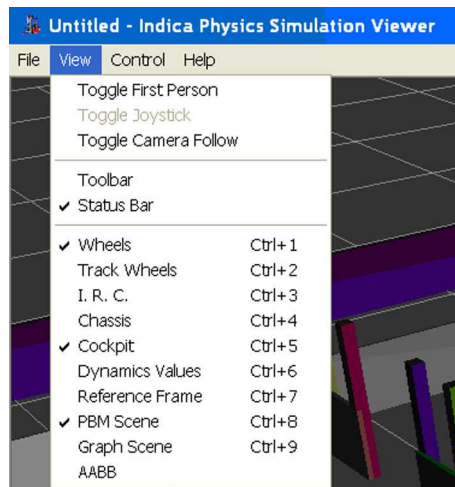 Untitled - Indica Physics Simulation Viewer
File View Control Help
Toggle First Person
Toggle Joystick
Toggle Camera Follow
Toolbar
✓ Status Bar
✓ Wheels Ctrl+1
Track Wheels Ctrl+2
I. R. C. Ctrl+3
Chassis Ctrl+4
✓ Cockpit Ctrl+5
Dynamics Values Ctrl+6
Reference Frame Ctrl+7
✓ PBM Scene Ctrl+8
Graph Scene Ctrl+9
AABB